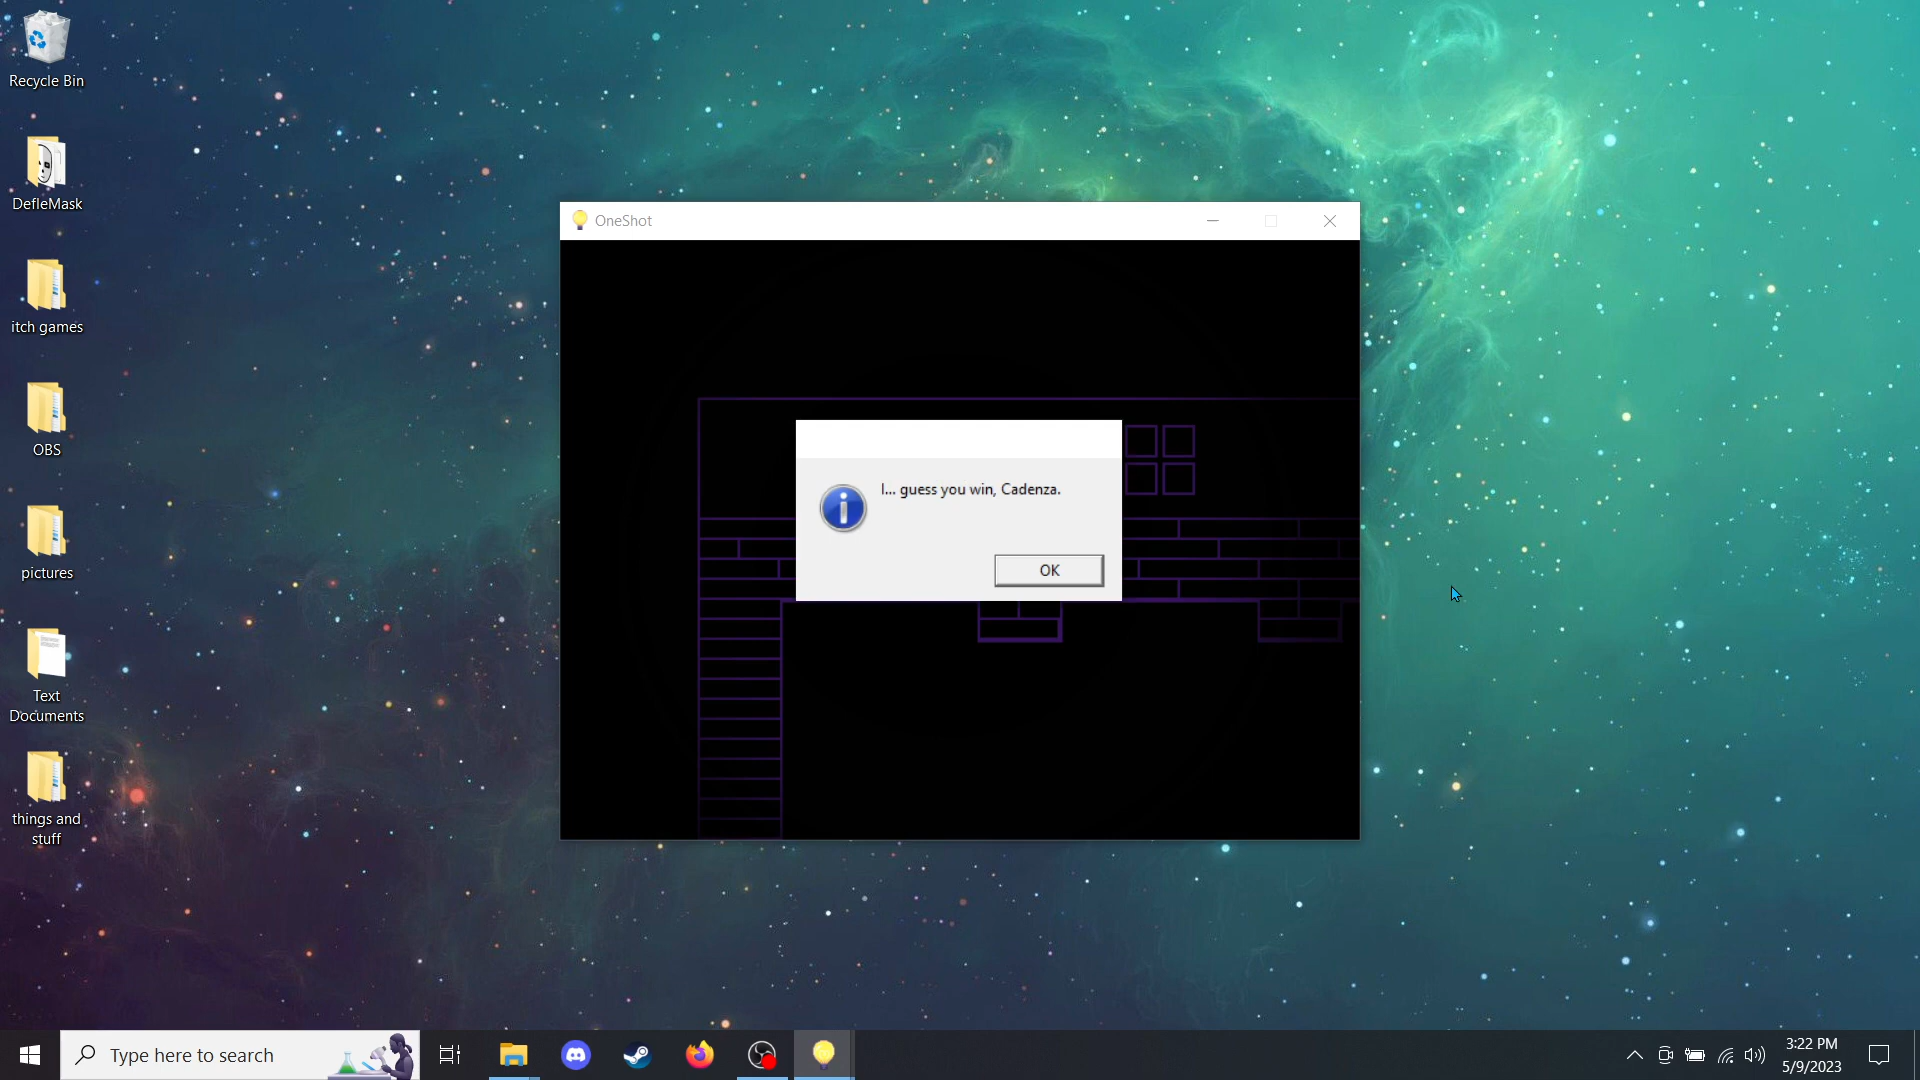 Recycle Bin
DefleMask
itch games
OBS
pictures
Text
Documents
things and
stuff
OneShot
I... guess you win, Cadenza.
OK
Type here to search
3:22 PM
5/9/2023